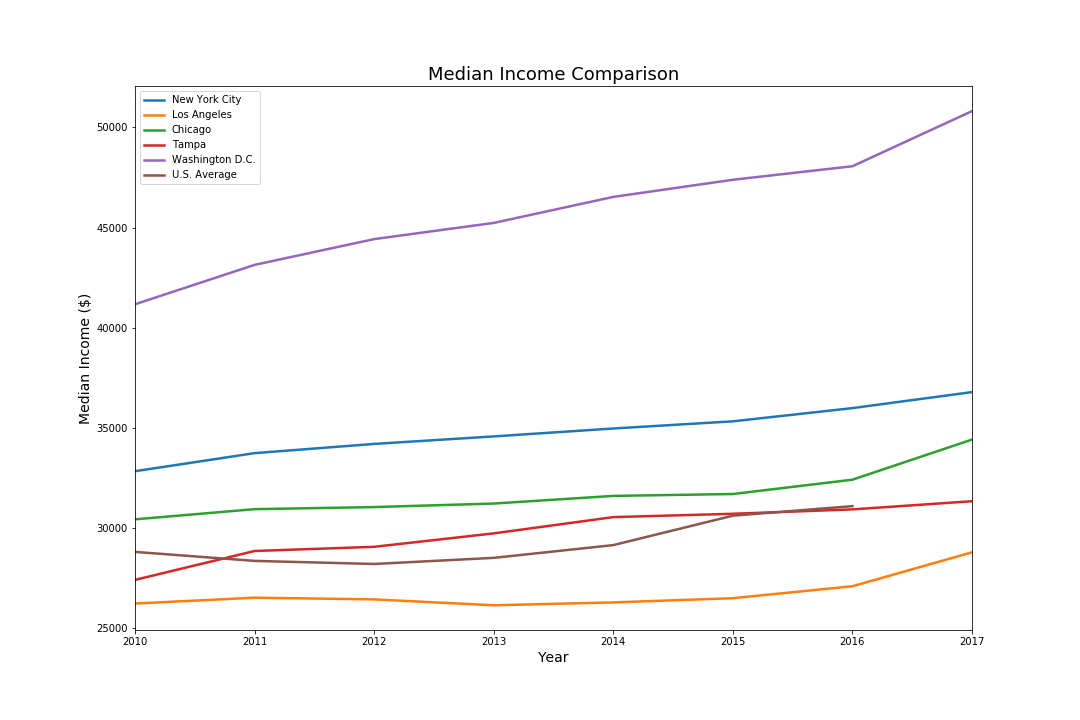 Median Income Comparison
New York City
Los Angeles
Chicago
Tampa
Washington D.C.
U.S. Average
Median Income ($)
50000
45000
40000
35000
30000
25000
2010 2011 2012 2013 2014 2015 2016 2017
Year